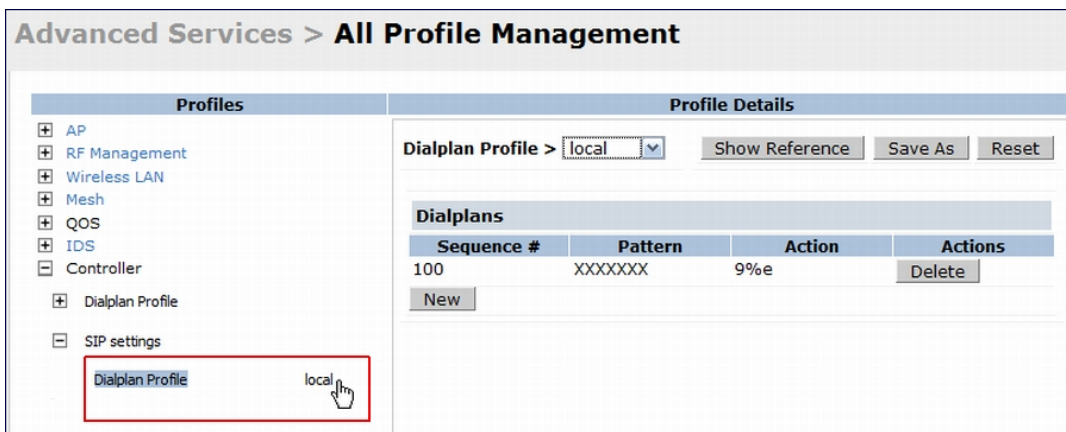 Advanced Services > All Profile Management
Profiles
AP
RF Management
Wireless LAN
Mesh
QOS
IDS
Controller
Dialplan Profile
SIP settings
Dialplan Profile local
Profile Details
Dialplan Profile > local Show Reference Save As Reset
Dialplans
Sequence # Pattern Action Actions
100 XXXXXXX 9%e Delete
New